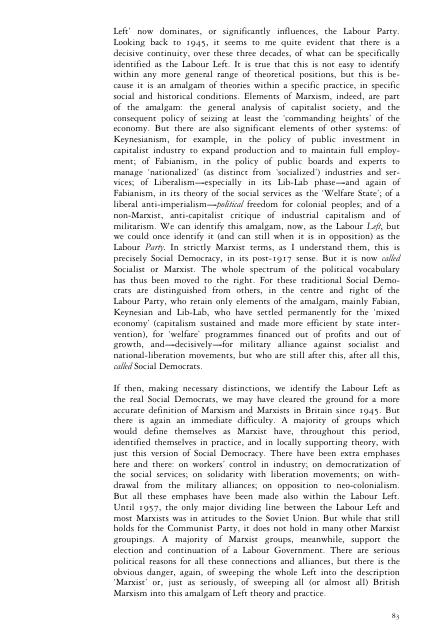 Left' now dominates, or significantly influences, the Labour Party.
Looking back to 1945, it seems to me quite evident that there is a
decisive continuity, over these three decades, of what can be specifically
identified as the Labour Left. It is true that this is not easy to identify
within any more general range of theoretical positions, but this is be-
cause it is an amalgam of theories within a specific practice, in specific
social and historical conditions. Elements of Marxism, indeed, are part
of the amalgam: the general analysis of capitalist society, and the
consequent policy of seizing at least the 'commanding heights' of the
economy. But there are also significant elements of other systems: of
Keynesianism, for example, in the policy of public investment in
capitalist industry to expand production and to maintain full employ-
ment; of Fabianism, in the policy of public boards and experts to
manage 'nationalized' (as distinct from 'socialized') industries and ser-
vices; of Liberalism—especially in its Lib-Lab phase—and again of
Fabianism, in its theory of the social services as the 'Welfare State'; of a
liberal anti-imperialism—political freedom for colonial peoples; and of a
non-Marxist, anti-capitalist critique of industrial capitalism and of
militarism. We can identify this amalgam, now, as the Labour Left, but
we could once identify it (and can still when it is in opposition) as the
Labour Party. In strictly Marxist terms, as I understand them, this is
precisely Social Democracy, in its post-1917 sense. But it is now called
Socialist or Marxist. The whole spectrum of the political vocabulary
has thus been moved to the right. For these traditional Social Demo-
crats are distinguished from others, in the centre and right of the
Labour Party, who retain only elements of the amalgam, mainly Fabian,
Keynesian and Lib-Lab, who have settled permanently for the 'mixed
economy' (capitalism sustained and made more efficient by state inter-
vention), for 'welfare' programmes financed out of profits and out of
growth, and—decisively—for military alliance against socialist and
national-liberation movements, but who are still after this, after all this,
called Social Democrats.
If then, making necessary distinctions, we identify the Labour Left as
the real Social Democrats, we may have cleared the ground for a more
accurate definition of Marxism and Marxists in Britain since 1945. But
there is again an immediate difficulty. A majority of groups which
would define themselves as Marxist have, throughout this period,
identified themselves in practice, and in locally supporting theory, with
just this version of Social Democracy. There have been extra emphases
here and there: on workers' control in industry; on democratization of
the social services; on solidarity with liberation movements; on with-
drawal from the military alliances; on opposition to neo-colonialism.
But all these emphases have been made also within the Labour Left.
Until 1957, the only major dividing line between the Labour Left and
most Marxists was in attitudes to the Soviet Union. But while that still
holds for the Communist Party, it does not hold in many other Marxist
groupings. A majority of Marxist groups, meanwhile, support the
election and continuation of a Labour Government. There are serious
political reasons for all these connections and alliances, but there is the
obvious danger, again, of sweeping the whole Left into the description
'Marxist' or, just as seriously, of sweeping all (or almost all) British
Marxism into this amalgam of Left theory and practice.
83